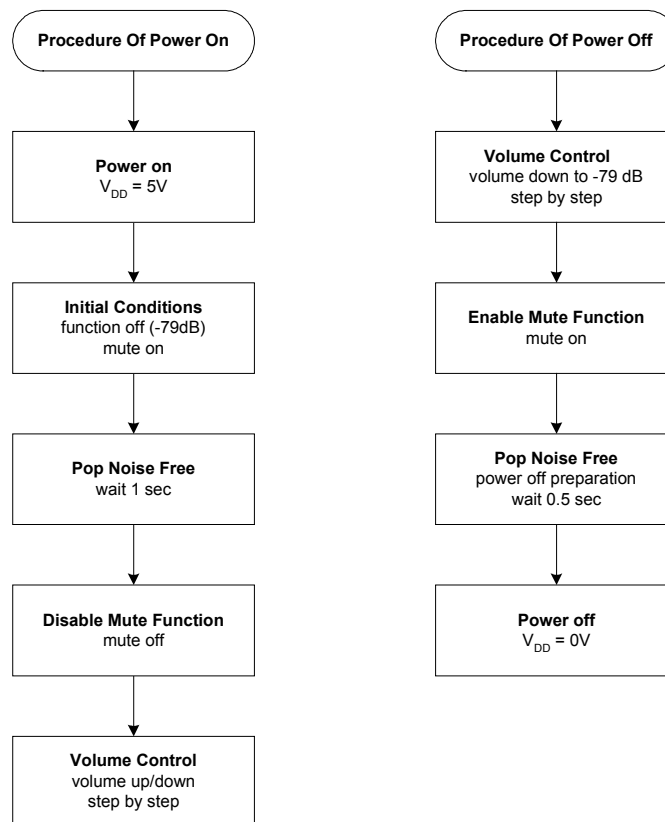 Procedure Of Power On
Power on
V_DD = 5V
Initial Conditions
function off (-79dB)
mute on
Pop Noise Free
wait 1 sec
Disable Mute Function
mute off
Volume Control
volume up/down
step by step
Procedure Of Power Off
Volume Control
volume down to -79 dB
step by step
Enable Mute Function
mute on
Pop Noise Free
power off preparation
wait 0.5 sec
Power off
V_DD = 0V